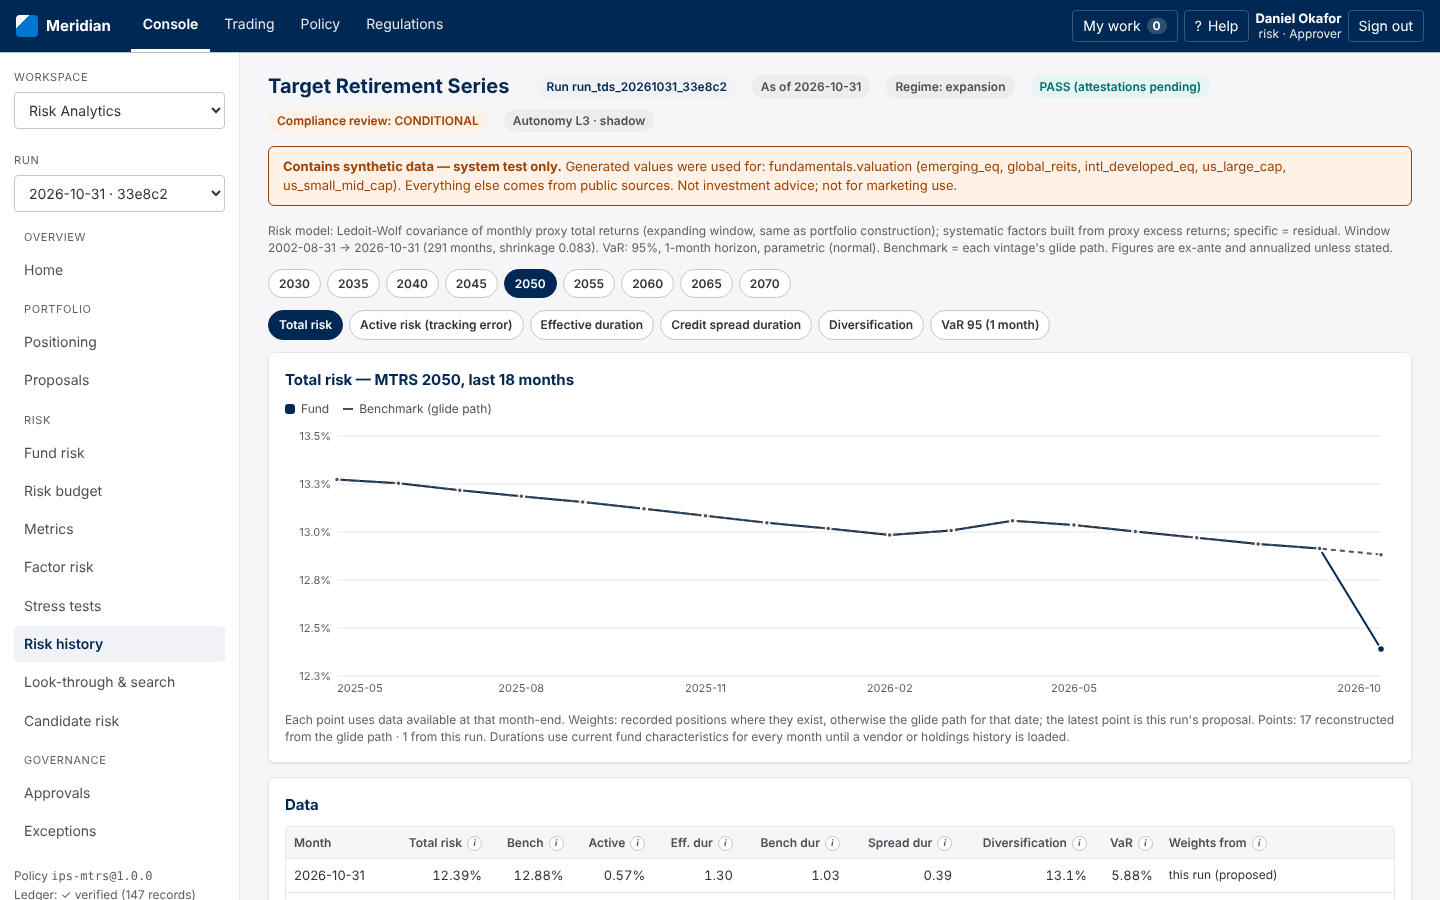 Meridian
Console Trading Policy Regulations
My work 0 ? Help Daniel Okafor risk · Approver Sign out
WORKSPACE
Risk Analytics
RUN
2026-10-31 · 33e8c2
OVERVIEW
Home
PORTFOLIO
Positioning
Proposals
RISK
Fund risk
Risk budget
Metrics
Factor risk
Stress tests
Risk history
Look-through & search
Candidate risk
GOVERNANCE
Approvals
Exceptions
Policy ips-mtrs@1.0.0
Ledger: ✓ verified (147 records)
Target Retirement Series Run run_tds_20261031_33e8c2 As of 2026-10-31 Regime: expansion PASS (attestations pending)
Compliance review: CONDITIONAL Autonomy L3 · shadow
Contains synthetic data — system test only. Generated values were used for: fundamentals.valuation (emerging_eq, global_reits, intl_developed_eq, us_large_cap,
us_small_mid_cap). Everything else comes from public sources. Not investment advice; not for marketing use.
Risk model: Ledoit-Wolf covariance of monthly proxy total returns (expanding window, same as portfolio construction); systematic factors built from proxy excess returns; specific = residual. Window
2002-08-31 → 2026-10-31 (291 months, shrinkage 0.083). VaR: 95%, 1-month horizon, parametric (normal). Benchmark = each vintage's glide path. Figures are ex-ante and annualized unless stated.
2030 2035 2040 2045 2050 2055 2060 2065 2070
Total risk Active risk (tracking error) Effective duration Credit spread duration Diversification VaR 95 (1 month)
Total risk — MTRS 2050, last 18 months
Fund Benchmark (glide path)
13.5%
13.3%
13.0%
12.8%
12.5%
12.3%
2025-05 2025-08 2025-11 2026-02 2026-05 2026-10
Each point uses data available at that month-end. Weights: recorded positions where they exist, otherwise the glide path for that date; the latest point is this run's proposal. Points: 17 reconstructed
from the glide path · 1 from this run. Durations use current fund characteristics for every month until a vendor or holdings history is loaded.
Data
Month Total risk i Bench i Active i Eff. dur i Bench dur i Spread dur i Diversification i VaR i Weights from i
2026-10-31 12.39% 12.88% 0.57% 1.30 1.03 0.39 13.1% 5.88% this run (proposed)